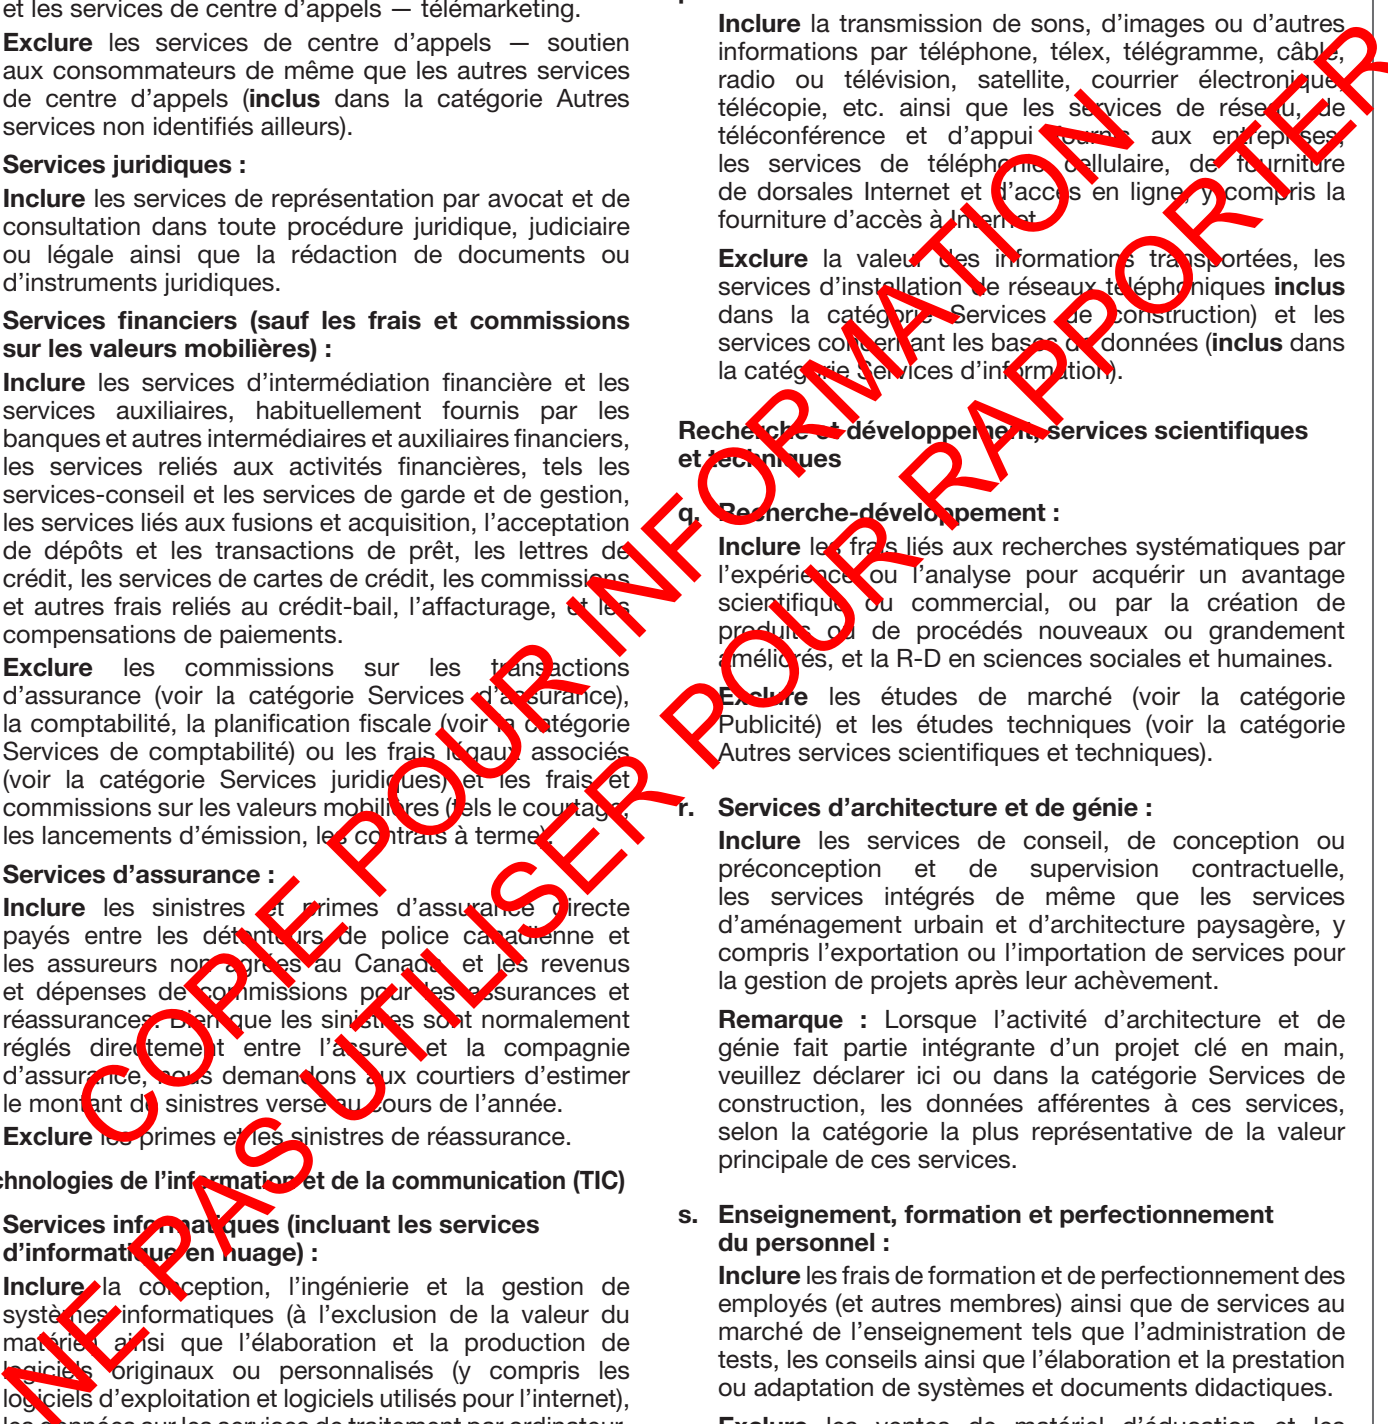 et les services de centre d'appels — télémarketing.
Exclure les services de centre d'appels — soutien
aux consommateurs de même que les autres services
de centre d'appels (inclus dans la catégorie Autres
services non identifiés ailleurs).
Services juridiques :
Inclure les services de représentation par avocat et de
consultation dans toute procédure juridique, judiciaire
ou légale ainsi que la rédaction de documents ou
d'instruments juridiques.
Services financiers (sauf les frais et commissions
sur les valeurs mobilières) :
Inclure les services d'intermédiation financière et les
services auxiliaires, habituellement fournis par les
banques et autres intermédiaires et auxiliaires financiers,
les services reliés aux activités financières, tels les
services-conseil et les services de garde et de gestion,
les services liés aux fusions et acquisition, l'acceptation
de dépôts et les transactions de prêt, les lettres de
crédit, les services de cartes de crédit, les commissions
et autres frais reliés au crédit-bail, l'affacturage, et les
compensations de paiements.
Exclure les commissions sur les transactions
d'assurance (voir la catégorie Services d'assurance),
la comptabilité, la planification fiscale (voir la catégorie
Services de comptabilité) ou les frais légaux associés
(voir la catégorie Services juridiques) et les frais et
commissions sur les valeurs mobilières (tels le courtage,
les lancements d'émission, les contrats à terme).
Services d'assurance :
Inclure les sinistres et primes d'assurance directe
payés entre les détenteurs de police canadienne et
les assureurs non agréés au Canada, et les revenus
et dépenses de commissions pour les assurances et
réassurances. Bien que les sinistres sont normalement
réglés directement entre l'assuré et la compagnie
d'assurance, nous demandons aux courtiers d'estimer
le montant de sinistres versé au cours de l'année.
Exclure les primes et les sinistres de réassurance.
chnologies de l'information et de la communication (TIC)
Services informatiques (incluant les services
d'informatique en nuage) :
Inclure la conception, l'ingénierie et la gestion de
systèmes informatiques (à l'exclusion de la valeur du
matériel) ainsi que l'élaboration et la production de
logiciels originaux ou personnalisés (y compris les
logiciels d'exploitation et logiciels utilisés pour l'internet),
les données sur les services de traitement par ordinateur,
Inclure la transmission de sons, d'images ou d'autres
informations par téléphone, télex, télégramme, câble,
radio ou télévision, satellite, courrier électronique,
télécopie, etc. ainsi que les services de réseau, de
téléconférence et d'appui fournis aux entreprises,
les services de téléphonie cellulaire, de fourniture
de dorsales Internet et d'accès en ligne, y compris la
fourniture d'accès à Internet.
Exclure la valeur des informations transportées, les
services d'installation de réseaux téléphoniques inclus
dans la catégorie Services de construction) et les
services concernant les bases de données (inclus dans
la catégorie Services d'information).
Recherche et développement, services scientifiques
et techniques
q. Recherche-développement :
Inclure les frais liés aux recherches systématiques par
l'expérience ou l'analyse pour acquérir un avantage
scientifique ou commercial, ou par la création de
produits ou de procédés nouveaux ou grandement
améliorés, et la R-D en sciences sociales et humaines.
Exclure les études de marché (voir la catégorie
Publicité) et les études techniques (voir la catégorie
Autres services scientifiques et techniques).
r. Services d'architecture et de génie :
Inclure les services de conseil, de conception ou
préconception et de supervision contractuelle,
les services intégrés de même que les services
d'aménagement urbain et d'architecture paysagère, y
compris l'exportation ou l'importation de services pour
la gestion de projets après leur achèvement.
Remarque : Lorsque l'activité d'architecture et de
génie fait partie intégrante d'un projet clé en main,
veuillez déclarer ici ou dans la catégorie Services de
construction, les données afférentes à ces services,
selon la catégorie la plus représentative de la valeur
principale de ces services.
s. Enseignement, formation et perfectionnement
du personnel :
Inclure les frais de formation et de perfectionnement des
employés (et autres membres) ainsi que de services au
marché de l'enseignement tels que l'administration de
tests, les conseils ainsi que l'élaboration et la prestation
ou adaptation de systèmes et documents didactiques.
Exclure les ventes de matériel d'éducation et les
COPIE POUR INFORMATION
NE PAS UTILISER POUR RAPPORTER